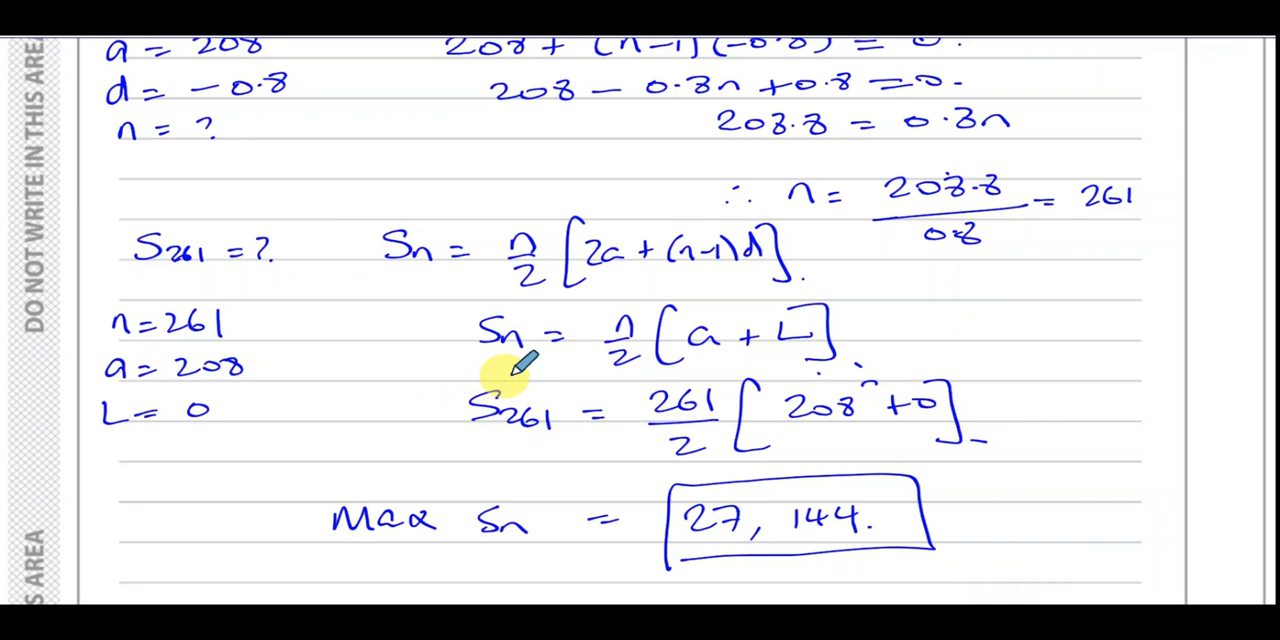 DO NOT WRITE IN THIS AREA
S AREA
a = 208
208 + (n-1)(-0.8) = 0.
d = -0.8
208 - 0.8n + 0.8 = 0.
n = ?
208.8 = 0.8n
∴ n = 208.8/0.8 = 261
S261 = ?
Sn = n/2 [2a + (n-1)d].
n = 261
Sn = n/2 [a + L]
a = 208
L = 0
S261 = 261/2 [208 + 0]
Max Sn = 27, 144.